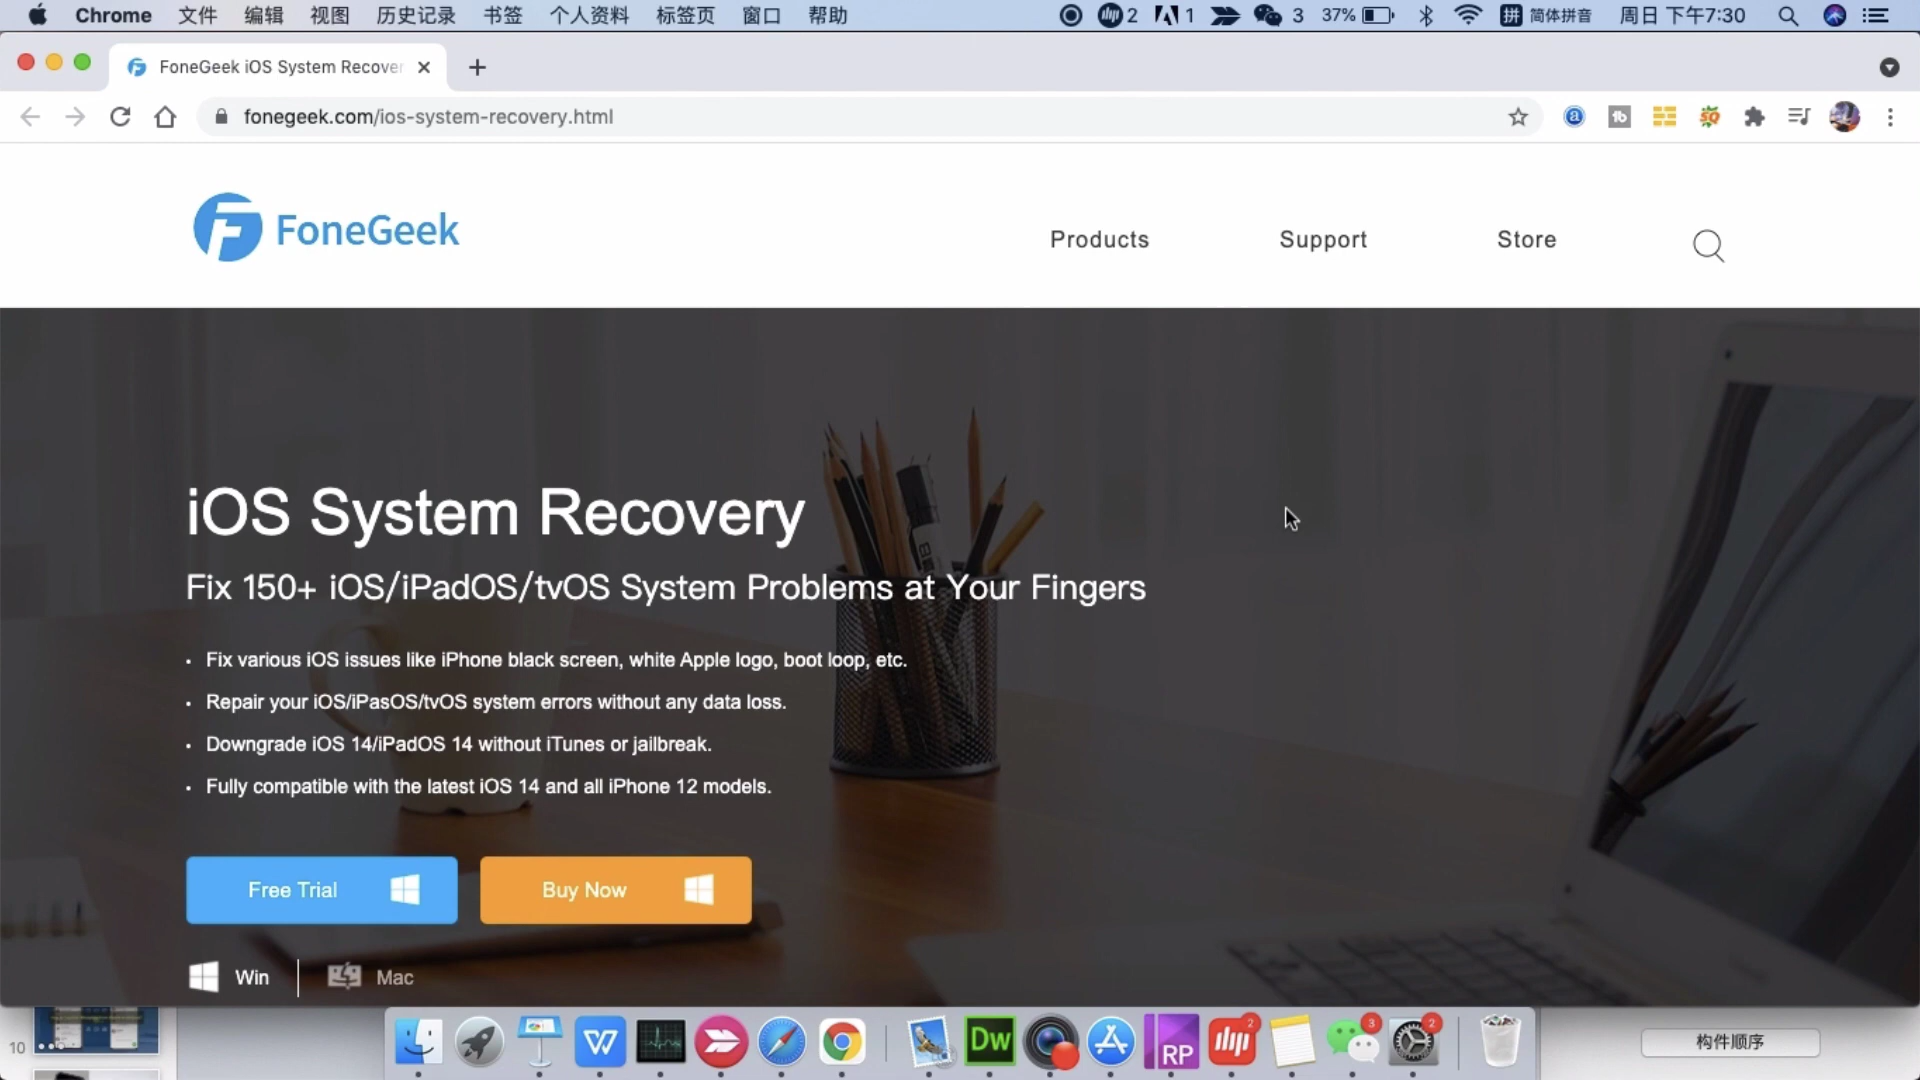 Chrome 文件 编辑 视图 历史记录 书签 个人资料 标签页 窗口 帮助 2 1 3 37% 拼 简体拼音 周日 下午7:30
FoneGeek iOS System Recover
fonegeek.com/ios-system-recovery.html
FoneGeek
Products Support Store
iOS System Recovery
Fix 150+ iOS/iPadOS/tvOS System Problems at Your Fingers
• Fix various iOS issues like iPhone black screen, white Apple logo, boot loop, etc.
• Repair your iOS/iPasOS/tvOS system errors without any data loss.
• Downgrade iOS 14/iPadOS 14 without iTunes or jailbreak.
• Fully compatible with the latest iOS 14 and all iPhone 12 models.
Free Trial Buy Now
Win Mac
10
Dw RP 2 3 2
构件顺序